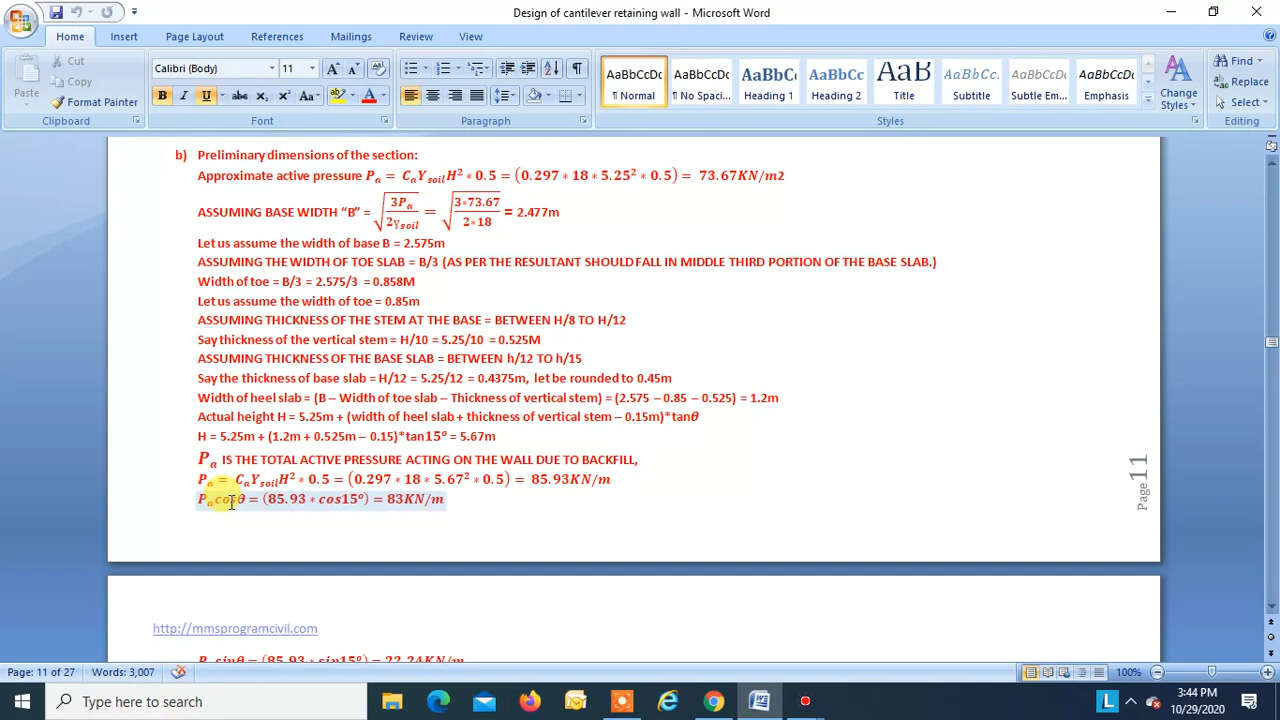 Design of cantilever retaining wall - Microsoft Word
Home Insert Page Layout References Mailings Review View
Paste
Cut
Copy
Format Painter
Clipboard
Calibri (Body) 11
Font
Paragraph
AaBbCcDc AaBbCcDc AaBbC AaBbCc AaB AaBbCc. AaBbCcDc AaBbCcDc
¶ Normal ¶ No Spaci... Heading 1 Heading 2 Title Subtitle Subtle Em... Emphasis
Change Styles
Styles
Find
Replace
Select
Editing
b) Preliminary dimensions of the section:
Approximate active pressure Pₐ = CₐYₛₒᵢₗH² * 0.5 = (0.297 * 18 * 5.25² * 0.5) = 73.67KN/m2
ASSUMING BASE WIDTH “B” = √(3Pₐ/2Yₛₒᵢₗ) = √(3*73.67/2*18) = 2.477m
Let us assume the width of base B = 2.575m
ASSUMING THE WIDTH OF TOE SLAB = B/3 (AS PER THE RESULTANT SHOULD FALL IN MIDDLE THIRD PORTION OF THE BASE SLAB.)
Width of toe = B/3 = 2.575/3 = 0.858M
Let us assume the width of toe = 0.85m
ASSUMING THICKNESS OF THE STEM AT THE BASE = BETWEEN H/8 TO H/12
Say thickness of the vertical stem = H/10 = 5.25/10 = 0.525M
ASSUMING THICKNESS OF THE BASE SLAB = BETWEEN h/12 TO h/15
Say the thickness of base slab = H/12 = 5.25/12 = 0.4375m, let be rounded to 0.45m
Width of heel slab = (B – Width of toe slab – Thickness of vertical stem) = (2.575 – 0.85 – 0.525) = 1.2m
Actual height H = 5.25m + (width of heel slab + thickness of vertical stem – 0.15m)*tanθ
H = 5.25m + (1.2m + 0.525m – 0.15)*tan15° = 5.67m
Pₐ IS THE TOTAL ACTIVE PRESSURE ACTING ON THE WALL DUE TO BACKFILL,
Pₐ = CₐYₛₒᵢₗH² * 0.5 = (0.297 * 18 * 5.67² * 0.5) = 85.93KN/m
Pₐcosθ = (85.93 * cos15°) = 83KN/m
Page 11
http://mmsprogramcivil.com
Pₐsinθ = (85.93 * sin15°) = 22.24KN/m
Page: 11 of 27 Words: 3,007 100%
Type here to search
3:44 PM
10/29/2020